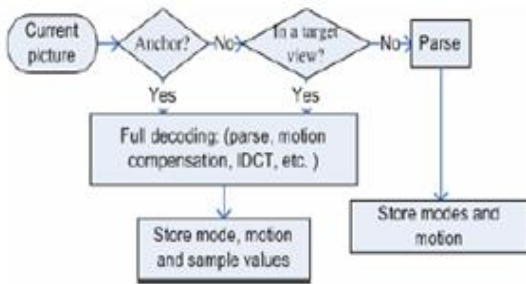 Current
picture
Anchor?
No
In a target
view?
No
Parse
Yes
Yes
Full decoding: (parse, motion
compensation, IDCT, etc. )
Store mode, motion
and sample values
Store modes and
motion